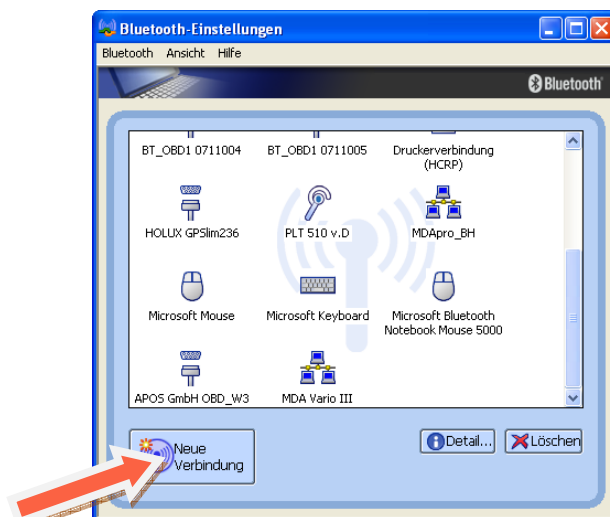 Bluetooth-Einstellungen
Bluetooth Ansicht Hilfe
Bluetooth
BT_OBD1 0711004 BT_OBD1 0711005 Druckerverbindung
(HCRP)
HOLUX GPSlim236 PLT 510 v.D MDApro_BH
Microsoft Mouse Microsoft Keyboard Microsoft Bluetooth
Notebook Mouse 5000
APOS GmbH OBD_W3 MDA Vario III
Neue
Verbindung
Detail...
Löschen